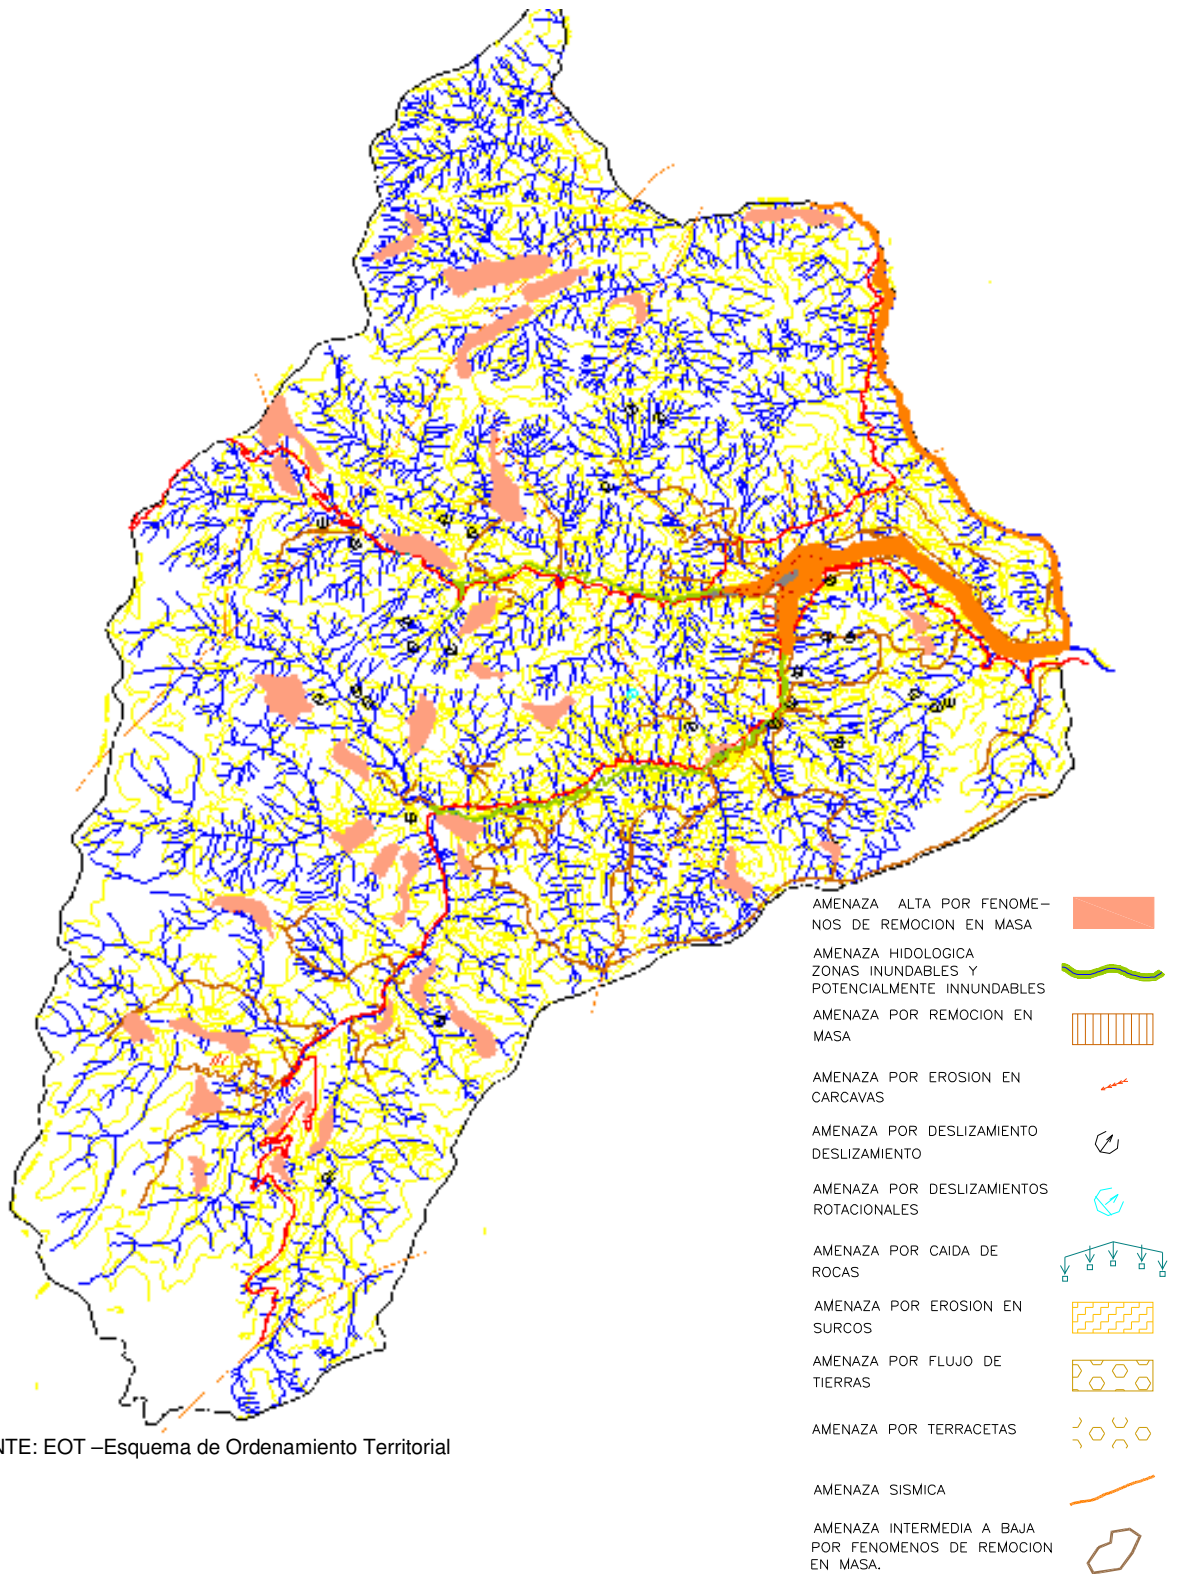 AMENAZA ALTA POR FENOME-
NOS DE REMOCION EN MASA
AMENAZA HIDOLOGICA
ZONAS INUNDABLES Y
POTENCIALMENTE INNUNDABLES
AMENAZA POR REMOCION EN
MASA
AMENAZA POR EROSION EN
CARCAVAS
AMENAZA POR DESLIZAMIENTO
DESLIZAMIENTO
AMENAZA POR DESLIZAMIENTOS
ROTACIONALES
AMENAZA POR CAIDA DE
ROCAS
AMENAZA POR EROSION EN
SURCOS
AMENAZA POR FLUJO DE
TIERRAS
AMENAZA POR TERRACETAS
AMENAZA SISMICA
AMENAZA INTERMEDIA A BAJA
POR FENOMENOS DE REMOCION
EN MASA.
NTE: EOT –Esquema de Ordenamiento Territorial